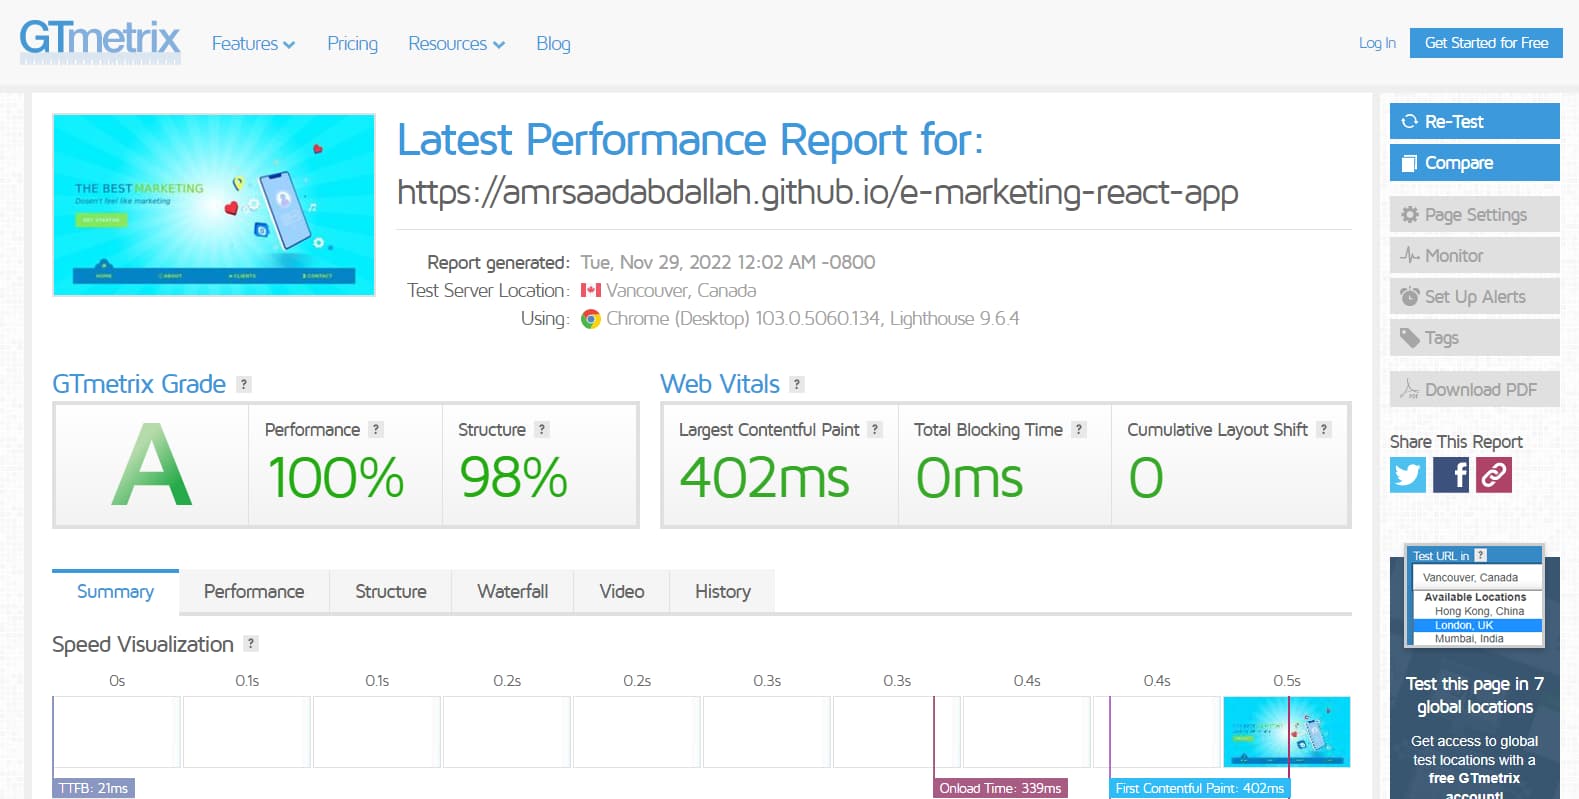 GTmetrix
Features
Pricing
Resources
Blog
Log In
Get Started for Free
THE BEST MARKETING
Dosen't feel like marketing
GET STARTED
HOME
ABOUT
CLIENTS
CONTACT
Latest Performance Report for:
https://amrsaadabdallah.github.io/e-marketing-react-app
Report generated: Tue, Nov 29, 2022 12:02 AM -0800
Test Server Location: Vancouver, Canada
Using: Chrome (Desktop) 103.0.5060.134, Lighthouse 9.6.4
GTmetrix Grade ?
A
Performance ?
100%
Structure ?
98%
Web Vitals ?
Largest Contentful Paint ?
402ms
Total Blocking Time ?
0ms
Cumulative Layout Shift ?
0
Summary
Performance
Structure
Waterfall
Video
History
Speed Visualization ?
0s
0.1s
0.1s
0.2s
0.2s
0.3s
0.3s
0.4s
0.4s
0.5s
TTFB: 21ms
Onload Time: 339ms
First Contentful Paint: 402ms
Re-Test
Compare
Page Settings
Monitor
Set Up Alerts
Tags
Download PDF
Share This Report
Test URL in ?
Vancouver, Canada
Available Locations
Hong Kong, China
London, UK
Mumbai, India
Test this page in 7
global locations
Get access to global
test locations with a
free GTmetrix
account!